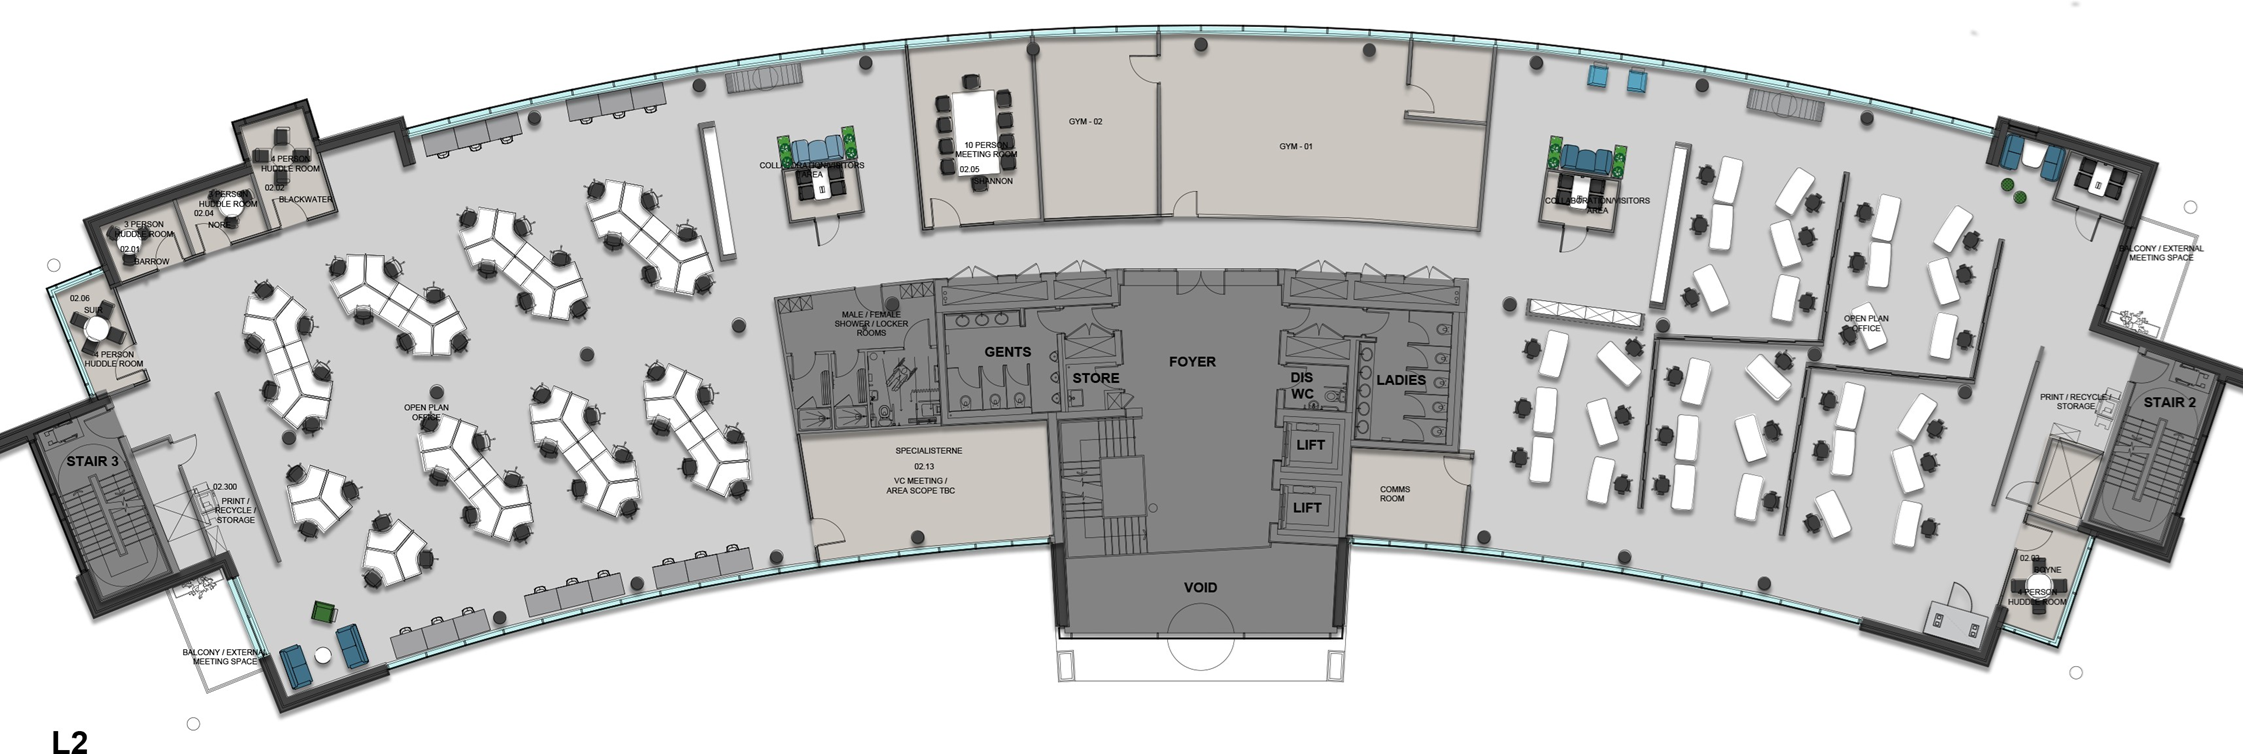 4 PERSON
HUDDLE ROOM
02.02
BLACKWATER
3 PERSON
HUDDLE ROOM
02.04
NORE
3 PERSON
HUDDLE ROOM
02.01
BARROW
02.06
SUIR
4 PERSON
HUDDLE ROOM
COLLABORATION/VISITORS
AREA
10 PERSON
MEETING ROOM
02.05
SHANNON
GYM - 02
GYM - 01
COLLABORATION/VISITORS
AREA
BALCONY / EXTERNAL
MEETING SPACE
OPEN PLAN
OFFICE
MALE / FEMALE
SHOWER / LOCKER
ROOMS
GENTS
STORE
FOYER
DIS
WC
LADIES
OPEN PLAN
OFFICE
PRINT / RECYCLE /
STORAGE
STAIR 2
STAIR 3
02.300
PRINT /
RECYCLE /
STORAGE
SPECIALISTERNE
02.13
VC MEETING /
AREA SCOPE TBC
LIFT
LIFT
COMMS
ROOM
02.03
BOYNE
4 PERSON
HUDDLE ROOM
VOID
BALCONY / EXTERNAL
MEETING SPACE
L2